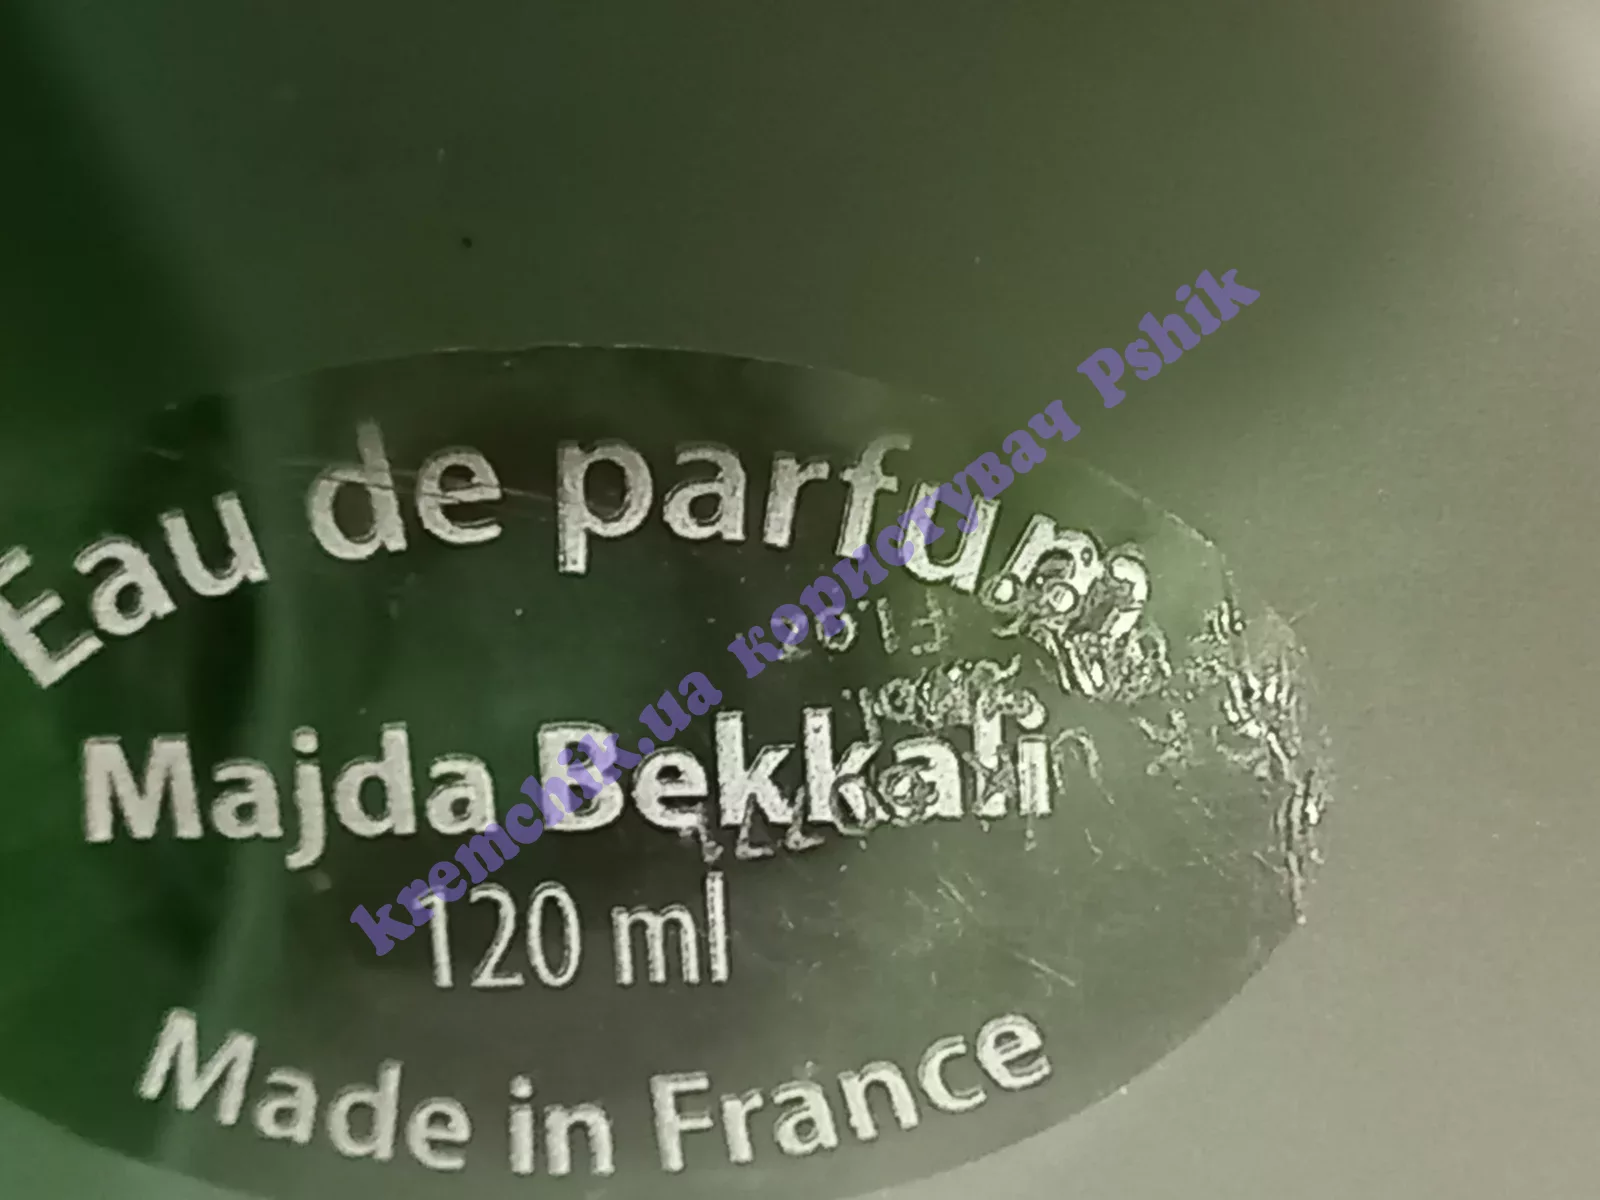 Eau de parfum
Majda Bekkali
120 ml
Made in France
kremchik.ua користувач Pshik